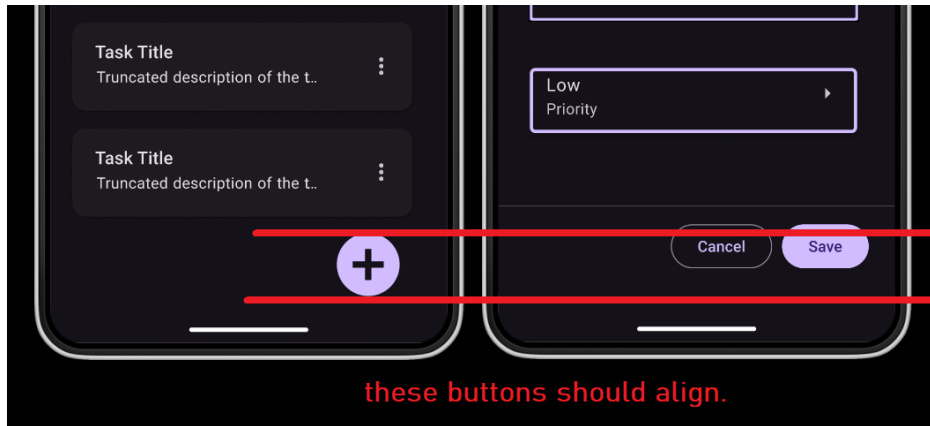 Task Title
Truncated description of the t..
Task Title
Truncated description of the t..
Low
Priority
Cancel
Save
these buttons should align.